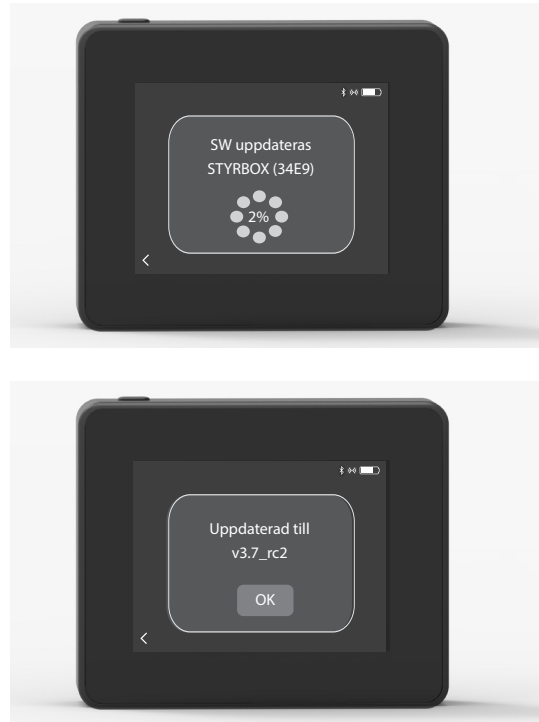 SW uppdateras
STYRBOX (34E9)
2%
Uppdaterad till
v3.7_rc2
OK